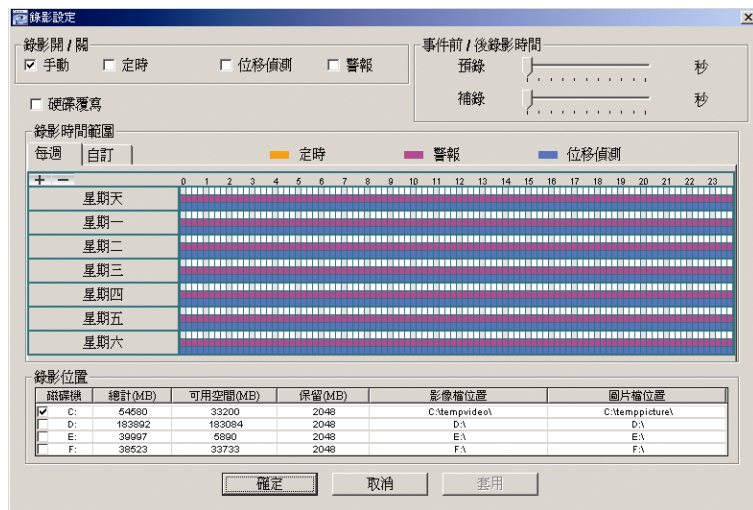 錄影設定
錄影開 / 關
手動 定時 位移偵測 警報
硬碟覆寫
事件前 / 後錄影時間
預錄 秒
補錄 秒
錄影時間範圍
每週 自訂
定時 警報 位移偵測
+ − 0 1 2 3 4 5 6 7 8 9 10 11 12 13 14 15 16 17 18 19 20 21 22 23
星期天
星期一
星期二
星期三
星期四
星期五
星期六
錄影位置
磁碟機 總計(MB) 可用空間(MB) 保留(MB) 影像檔位置 圖片檔位置
C: 54580 33200 2048 C:\tempvideo\ C:\temppicture\
D: 183892 183084 2048 D:\ D:\
E: 39997 5890 2048 E:\ E:\
F: 38523 33733 2048 F:\ F:\
確定 取消 套用